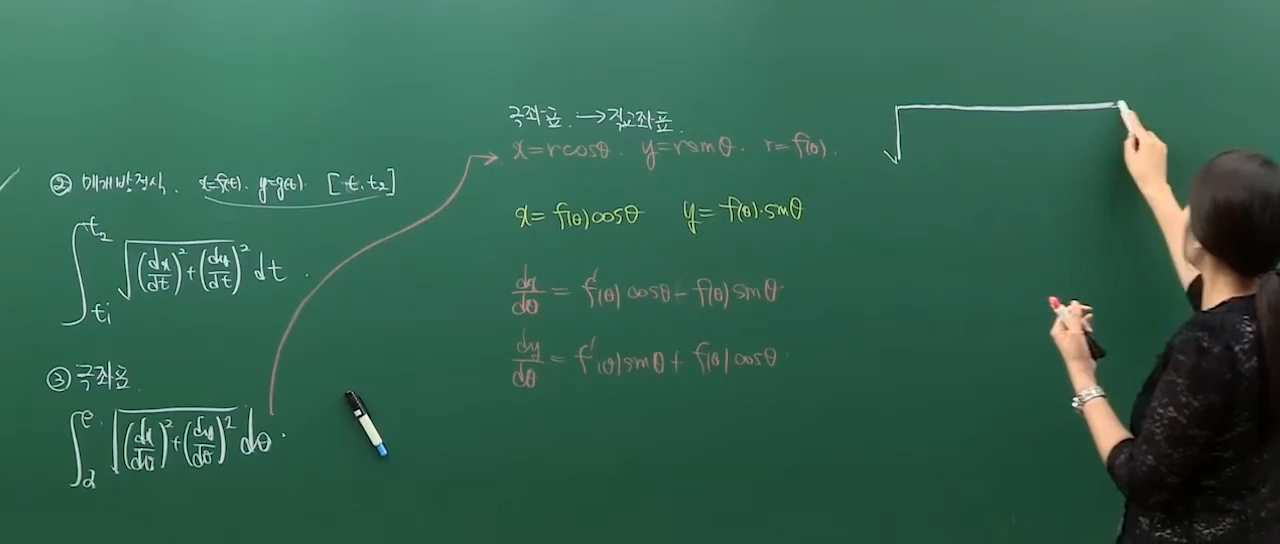 ② 매개방정식. x=f(t). y=g(t). [t₁. t₂]
∫_{t₁}^{t₂} √((dx/dt)²+(dy/dt)²) dt.
③ 극좌표.
∫_α^β √((dx/dθ)²+(dy/dθ)²) dθ.
극좌표. → 직교좌표.
x=rcosθ. y=rsinθ. r=f(θ).
x=f(θ)cosθ y=f(θ)·sinθ
dx/dθ = f'(θ)cosθ - f(θ)sinθ.
dy/dθ = f'(θ)sinθ + f(θ)cosθ.
√